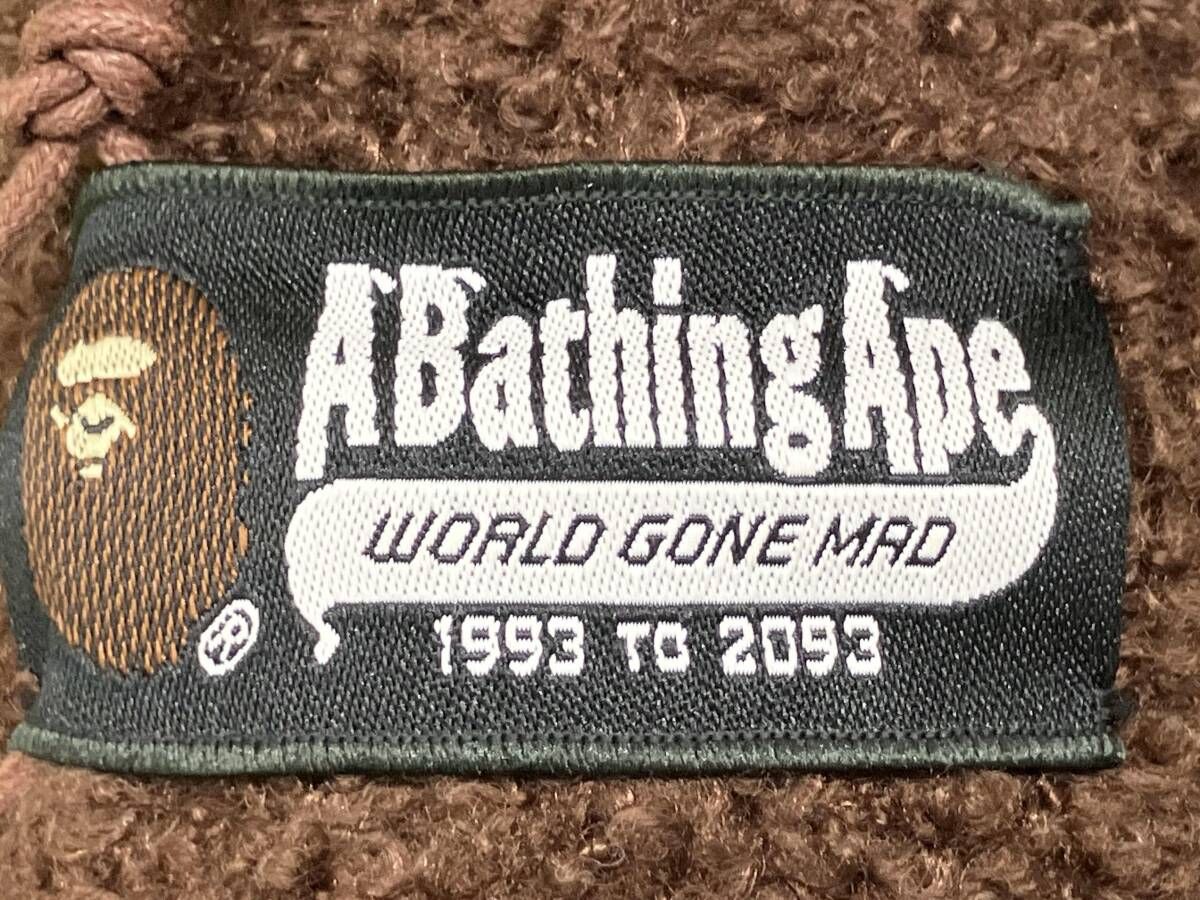 A Bathing Ape
WORLD GONE MAD
®
1993 TO 2093